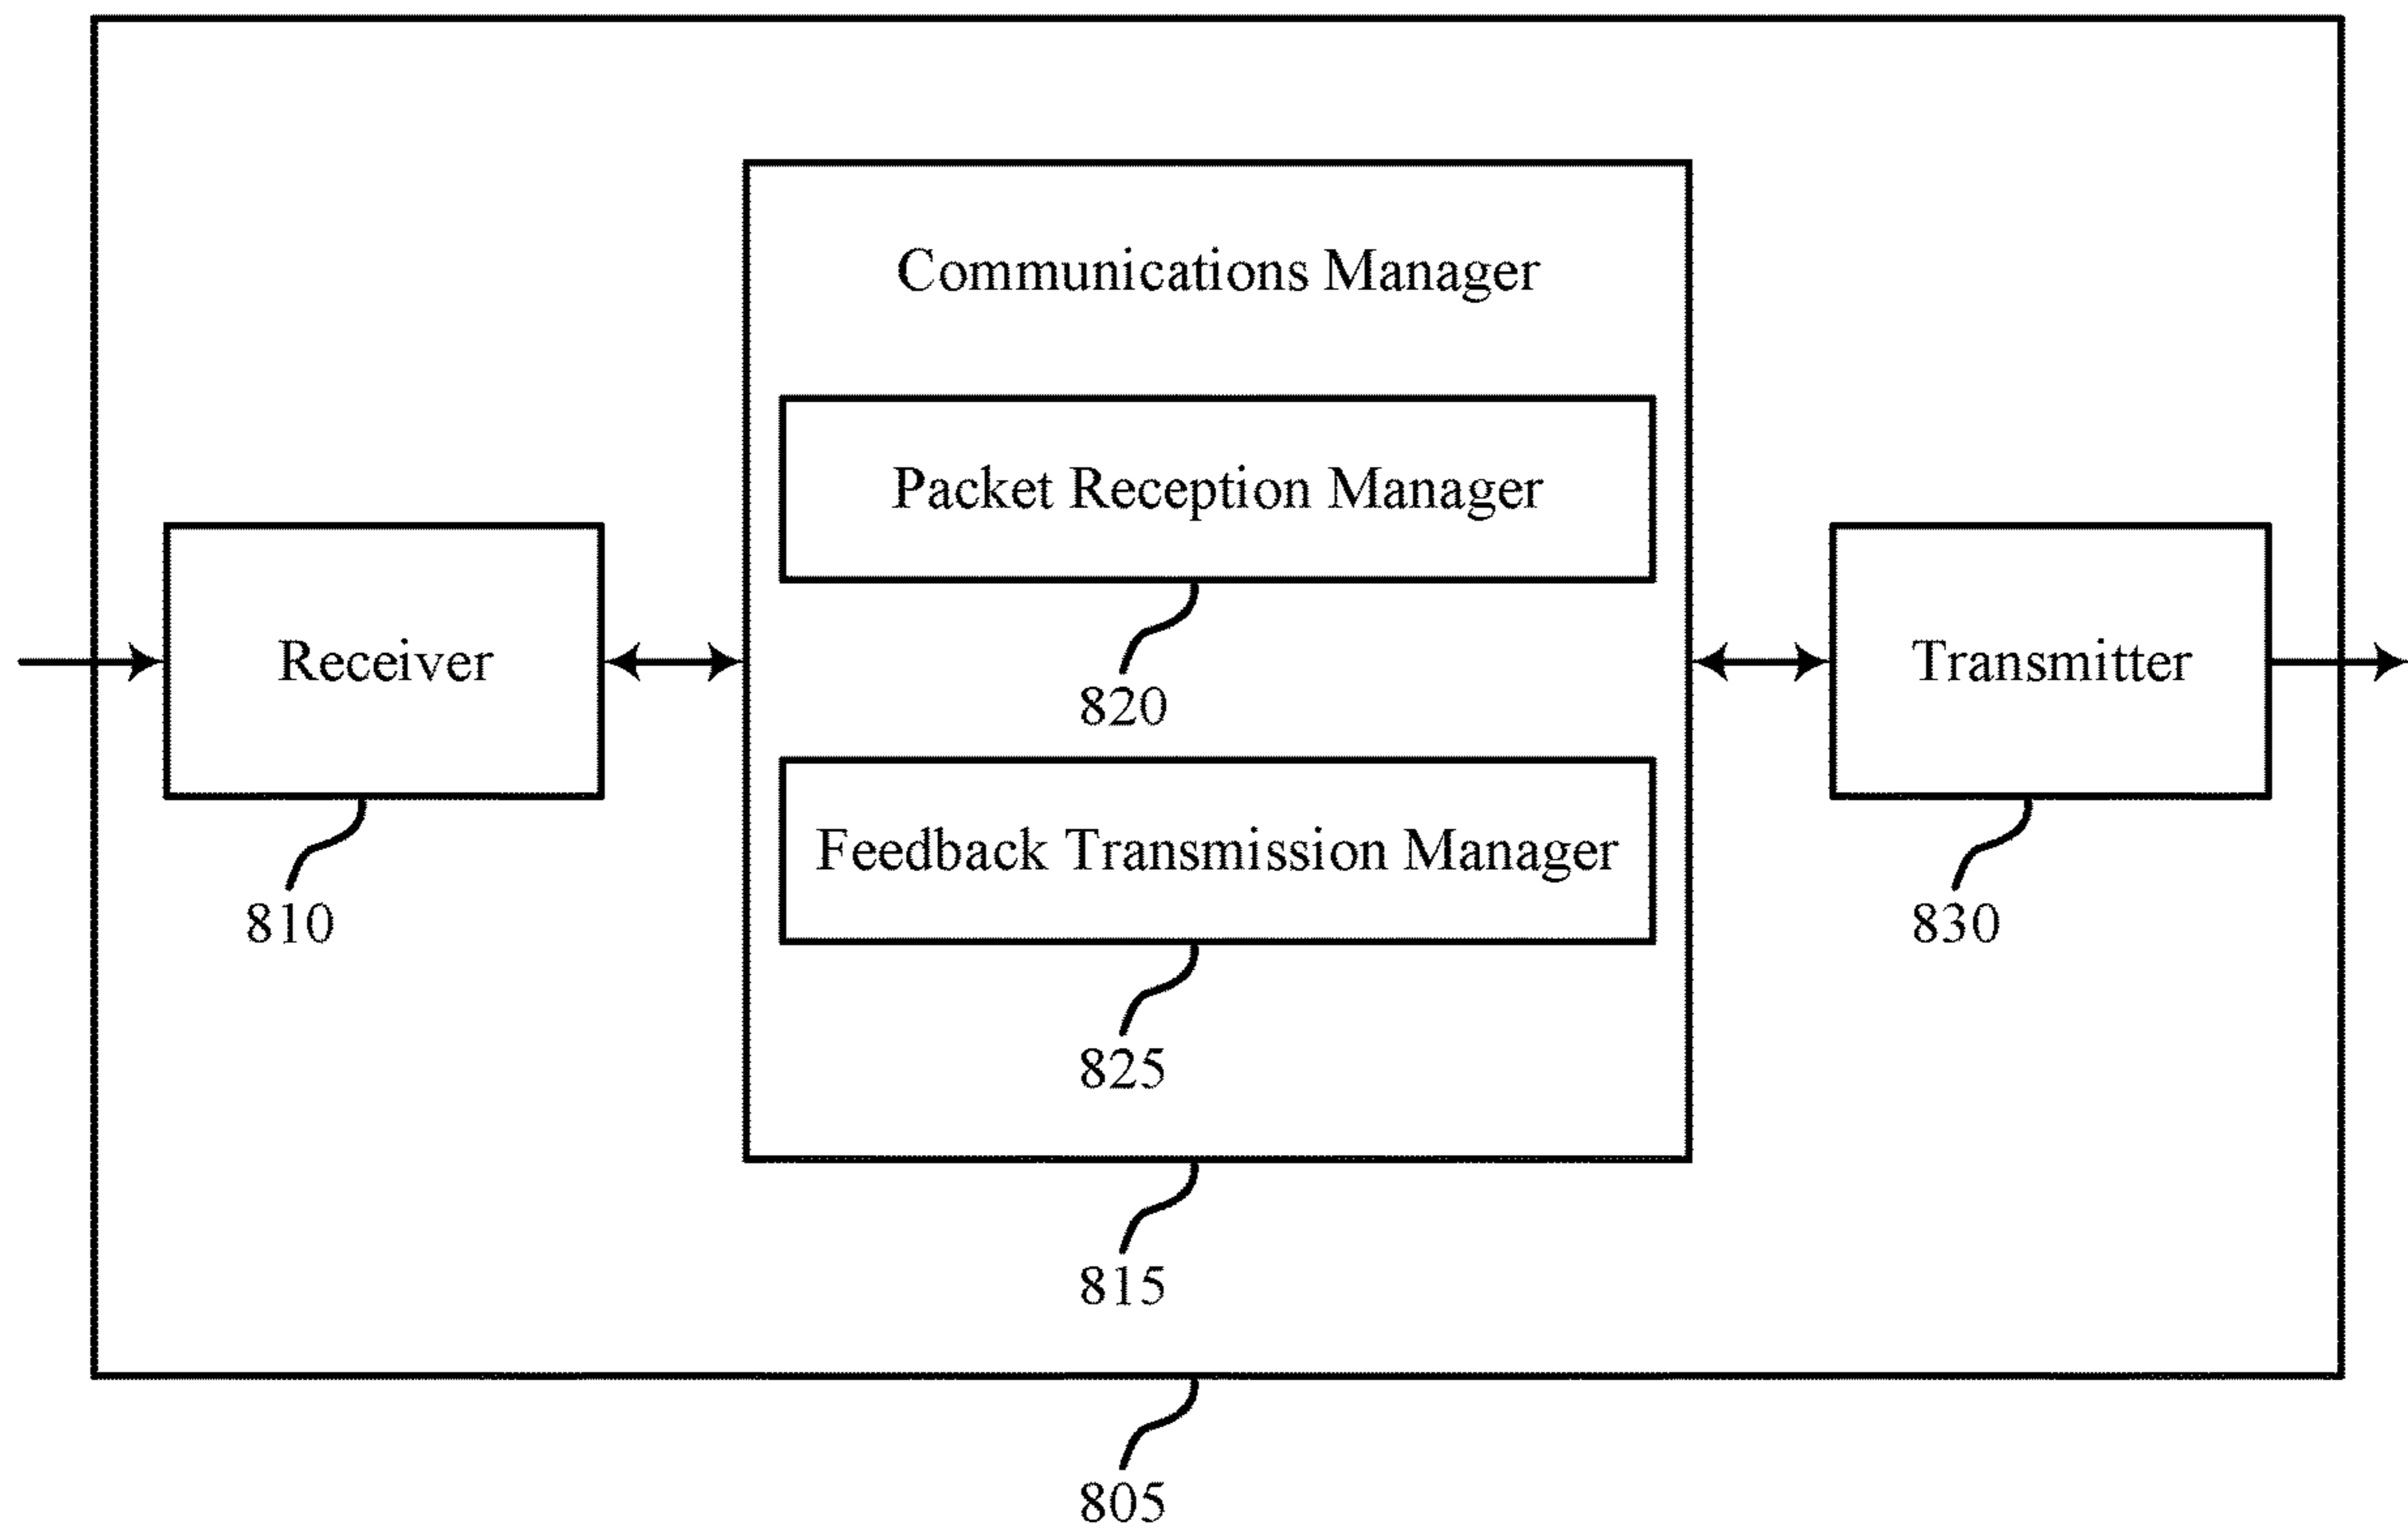 Communications Manager
Packet Reception Manager
820
Receiver
810
Transmitter
830
Feedback Transmission Manager
825
815
805